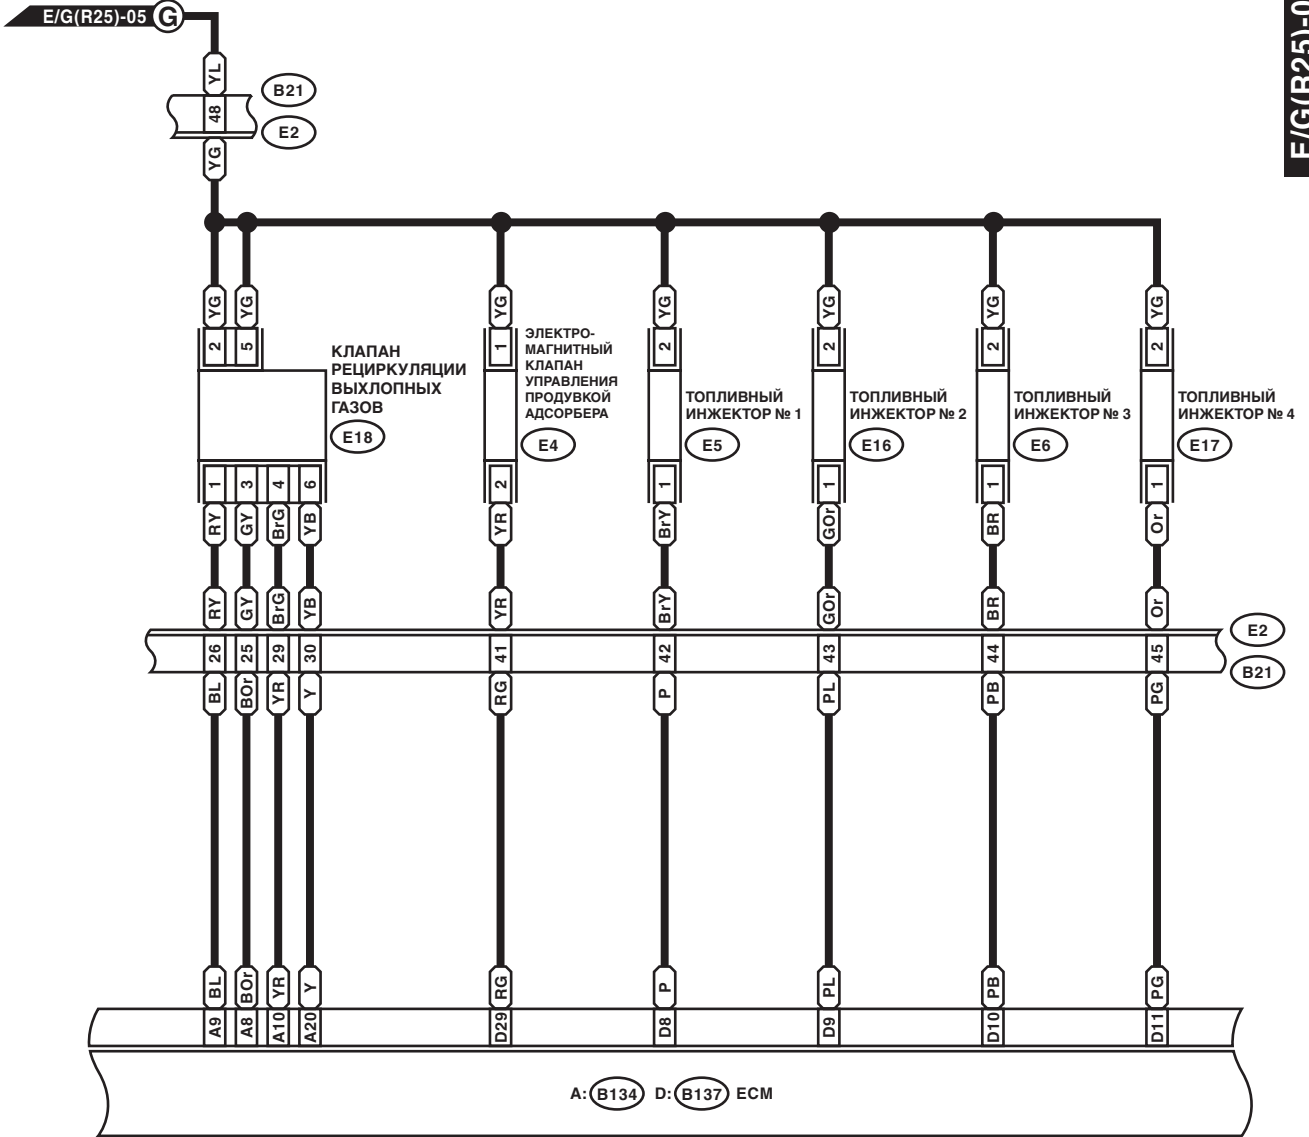 E/G(R25)-05 G
YL
B21
48
E2
YG
YG YG YG YG YG YG YG
2 5 1 2 2 2 2
КЛАПАН
РЕЦИРКУЛЯЦИИ
ВЫХЛОПНЫХ
ГАЗОВ
E18
ЭЛЕКТРО-
МАГНИТНЫЙ
КЛАПАН
УПРАВЛЕНИЯ
ПРОДУВКОЙ
АДСОРБЕРА
E4
ТОПЛИВНЫЙ
ИНЖЕКТОР № 1
E5
ТОПЛИВНЫЙ
ИНЖЕКТОР № 2
E16
ТОПЛИВНЫЙ
ИНЖЕКТОР № 3
E6
ТОПЛИВНЫЙ
ИНЖЕКТОР № 4
E17
1 3 4 6 2 1 1 1 1
RY GY BrG YB YR BrY GOr BR Or
RY GY BrG YB YR BrY GOr BR Or
E2
26 25 29 30 41 42 43 44 45
B21
BL BOr YR Y RG P PL PB PG
BL BOr YR Y RG P PL PB PG
A9 A8 A10 A20 D29 D8 D9 D10 D11
A: B134 D: B137 ECM